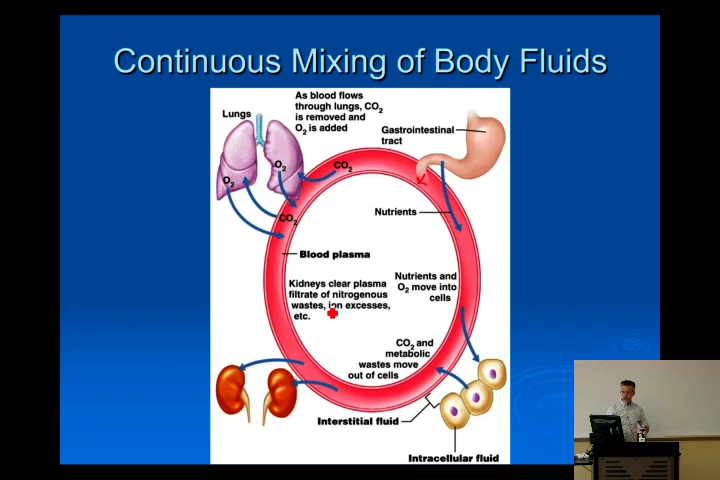 Continuous Mixing of Body Fluids
As blood flows
through lungs, CO2
is removed and
O2 is added
Lungs
Gastrointestinal
tract
O2
CO2
O2
Nutrients
CO2
Blood plasma
Kidneys clear plasma
filtrate of nitrogenous
wastes, ion excesses,
etc.
Nutrients and
O2 move into
cells
CO2 and
metabolic
wastes move
out of cells
Interstitial fluid
Intracellular fluid